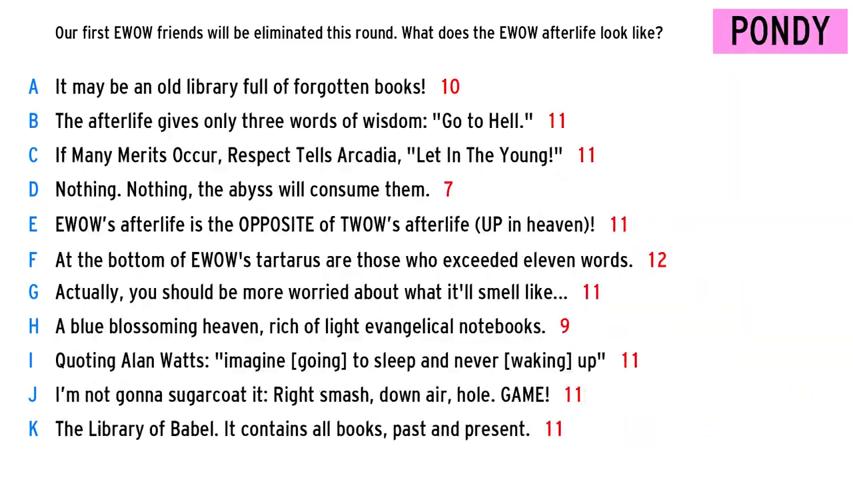 Our first EWOW friends will be eliminated this round. What does the EWOW afterlife look like?
PONDY
A It may be an old library full of forgotten books! 10
B The afterlife gives only three words of wisdom: "Go to Hell." 11
C If Many Merits Occur, Respect Tells Arcadia, "Let In The Young!" 11
D Nothing. Nothing, the abyss will consume them. 7
E EWOW's afterlife is the OPPOSITE of TWOW's afterlife (UP in heaven)! 11
F At the bottom of EWOW's tartarus are those who exceeded eleven words. 12
G Actually, you should be more worried about what it'll smell like... 11
H A blue blossoming heaven, rich of light evangelical notebooks. 9
I Quoting Alan Watts: "imagine [going] to sleep and never [waking] up" 11
J I'm not gonna sugarcoat it: Right smash, down air, hole. GAME! 11
K The Library of Babel. It contains all books, past and present. 11